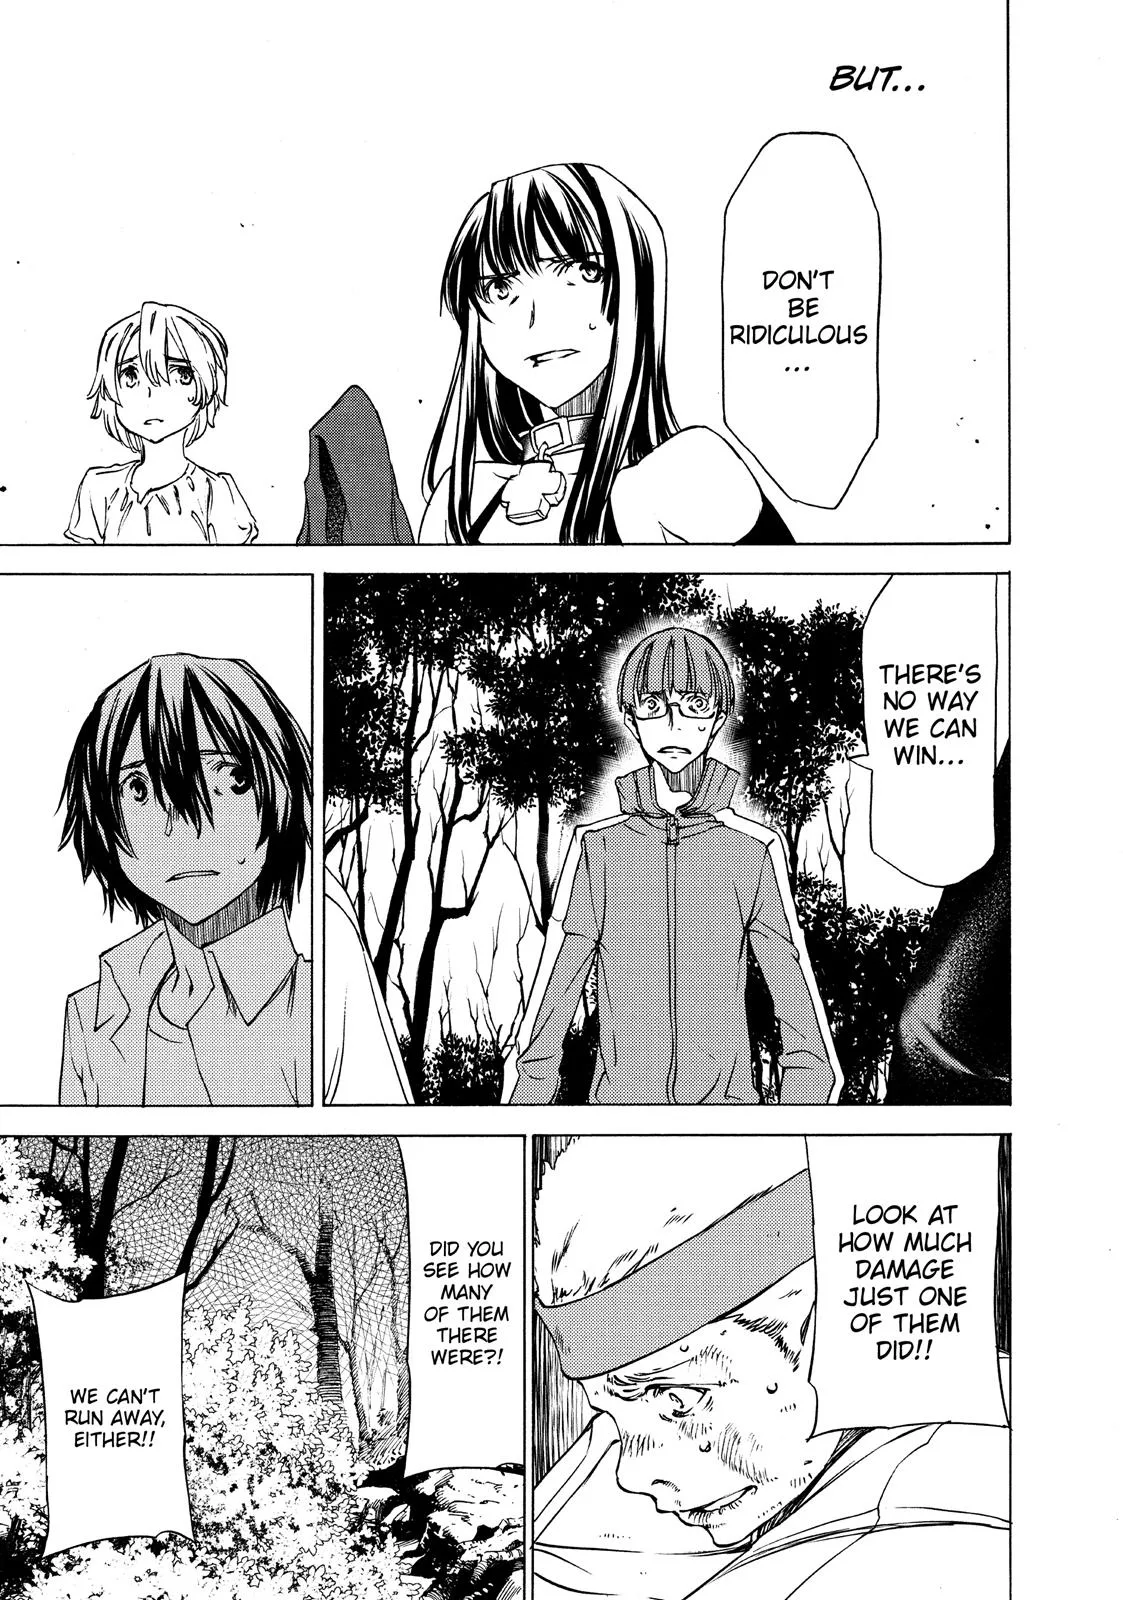 BUT...
DON'T
BE
RIDICULOUS
...
THERE'S
NO WAY
WE CAN
WIN...
LOOK AT
HOW MUCH
DAMAGE
JUST ONE
OF THEM
DID!!
DID YOU
SEE HOW
MANY
OF THEM
THERE
WERE?!
WE CAN'T
RUN AWAY,
EITHER!!